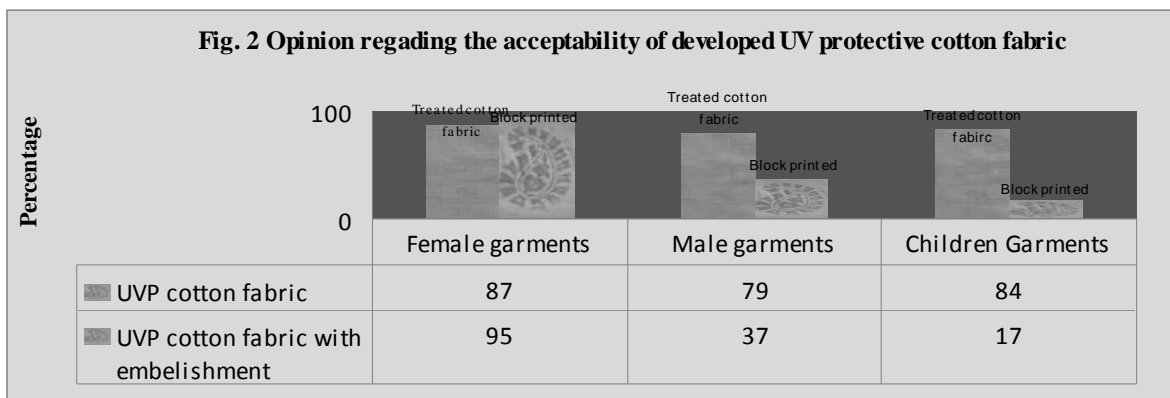 Fig. 2 Opinion regading the acceptability of developed UV protective cotton fabric
Percentage
100
0
Treated cotton
fabric
Block printed
Treated cotton
fabric
Block printed
Treated cotton
fabirc
Block printed
Female garments Male garments Children Garments
UVP cotton fabric 87 79 84
UVP cotton fabric with 95 37 17
embelishment